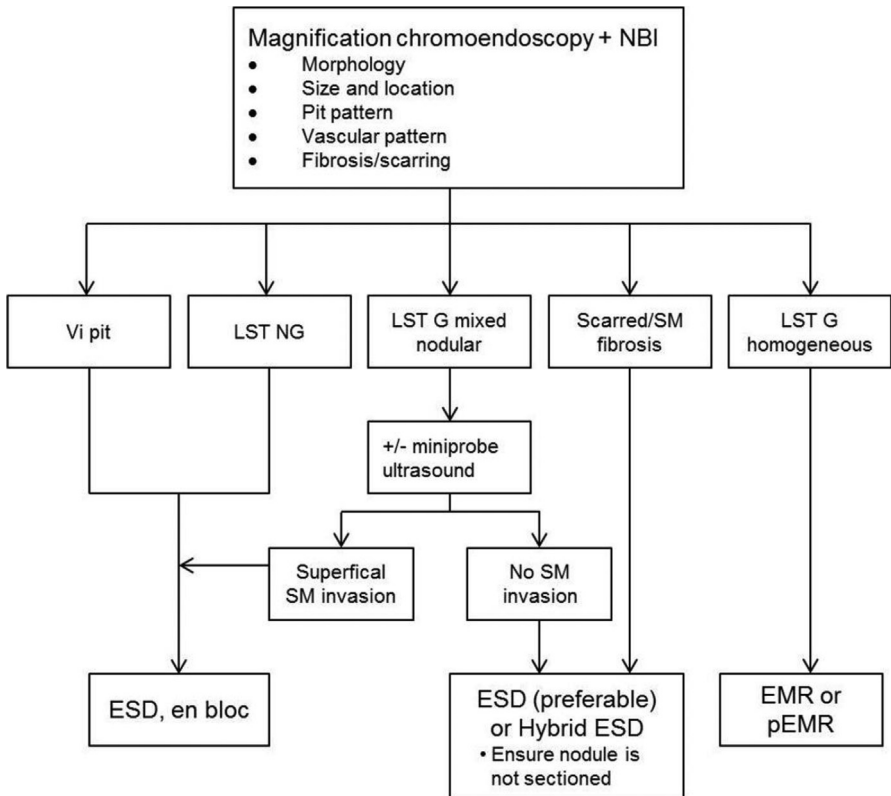 Magnification chromoendoscopy + NBI
• Morphology
• Size and location
• Pit pattern
• Vascular pattern
• Fibrosis/scarring
Vi pit
LST NG
LST G mixed
nodular
Scarred/SM
fibrosis
LST G
homogeneous
+/- miniprobe
ultrasound
Superfical
SM invasion
No SM
invasion
ESD, en bloc
ESD (preferable)
or Hybrid ESD
• Ensure nodule is
not sectioned
EMR or
pEMR